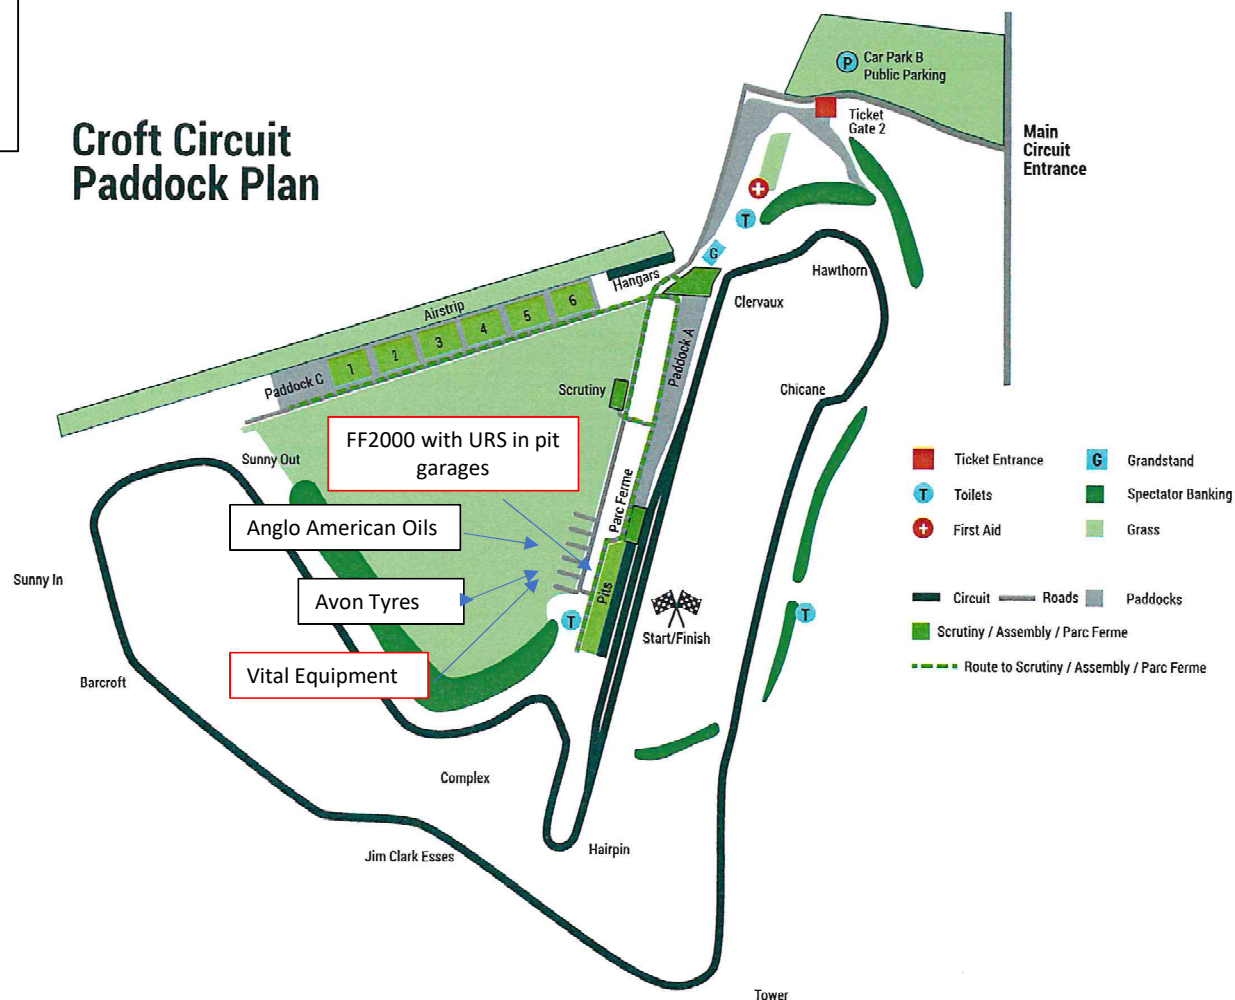 Croft Circuit
Paddock Plan
P
Car Park B
Public Parking
Ticket
Gate 2
Main
Circuit
Entrance
T
G
Hawthorn
Hangars
Clervaux
Airstrip
6
5
4
3
2
1
Paddock C
Paddock A
Scrutiny
Chicane
FF2000 with URS in pit
garages
Sunny Out
Parc Ferme
Anglo American Oils
Avon Tyres
Pits
T
Start/Finish
T
Sunny In
Vital Equipment
Barcroft
Complex
Jim Clark Esses
Hairpin
Tower
Ticket Entrance
G
Grandstand
T
Toilets
Spectator Banking
First Aid
Grass
Circuit
Roads
Paddocks
Scrutiny / Assembly / Parc Ferme
Route to Scrutiny / Assembly / Parc Ferme